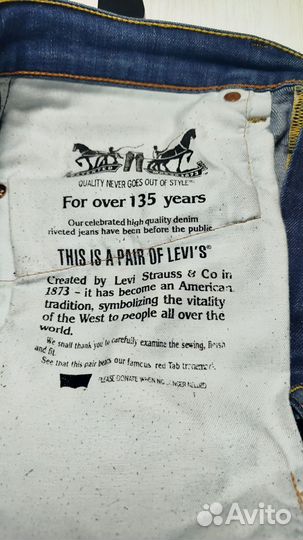 QUALITY NEVER GOES OUT OF STYLE™
For over 135 years
Our celebrated high quality denim
riveted jeans have been before the public.
THIS IS A PAIR OF LEVI'S®
Created by Levi Strauss & Co in
1873 - it has become an American
tradition, symbolizing the vitality
of the West to people all over the
world.
We small thank you to carefully examine the sewing, finish
and fit.
See that this pair bears our famous red Tab
PLEASE DONATE WHEN NO LONGER NEEDED
Avito